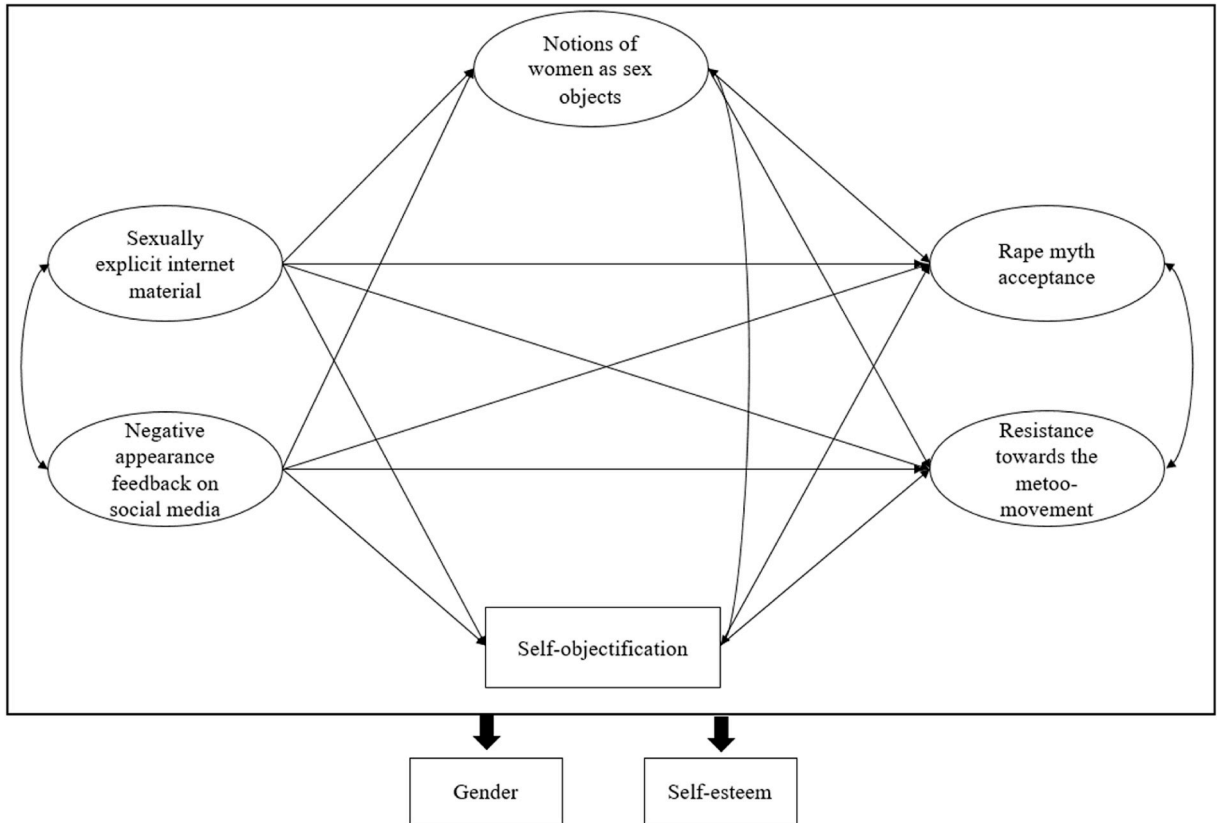 Notions of
women as sex
objects
Sexually
explicit internet
material
Rape myth
acceptance
Negative
appearance
feedback on
social media
Resistance
towards the
metoo-
movement
Self-objectification
Gender
Self-esteem